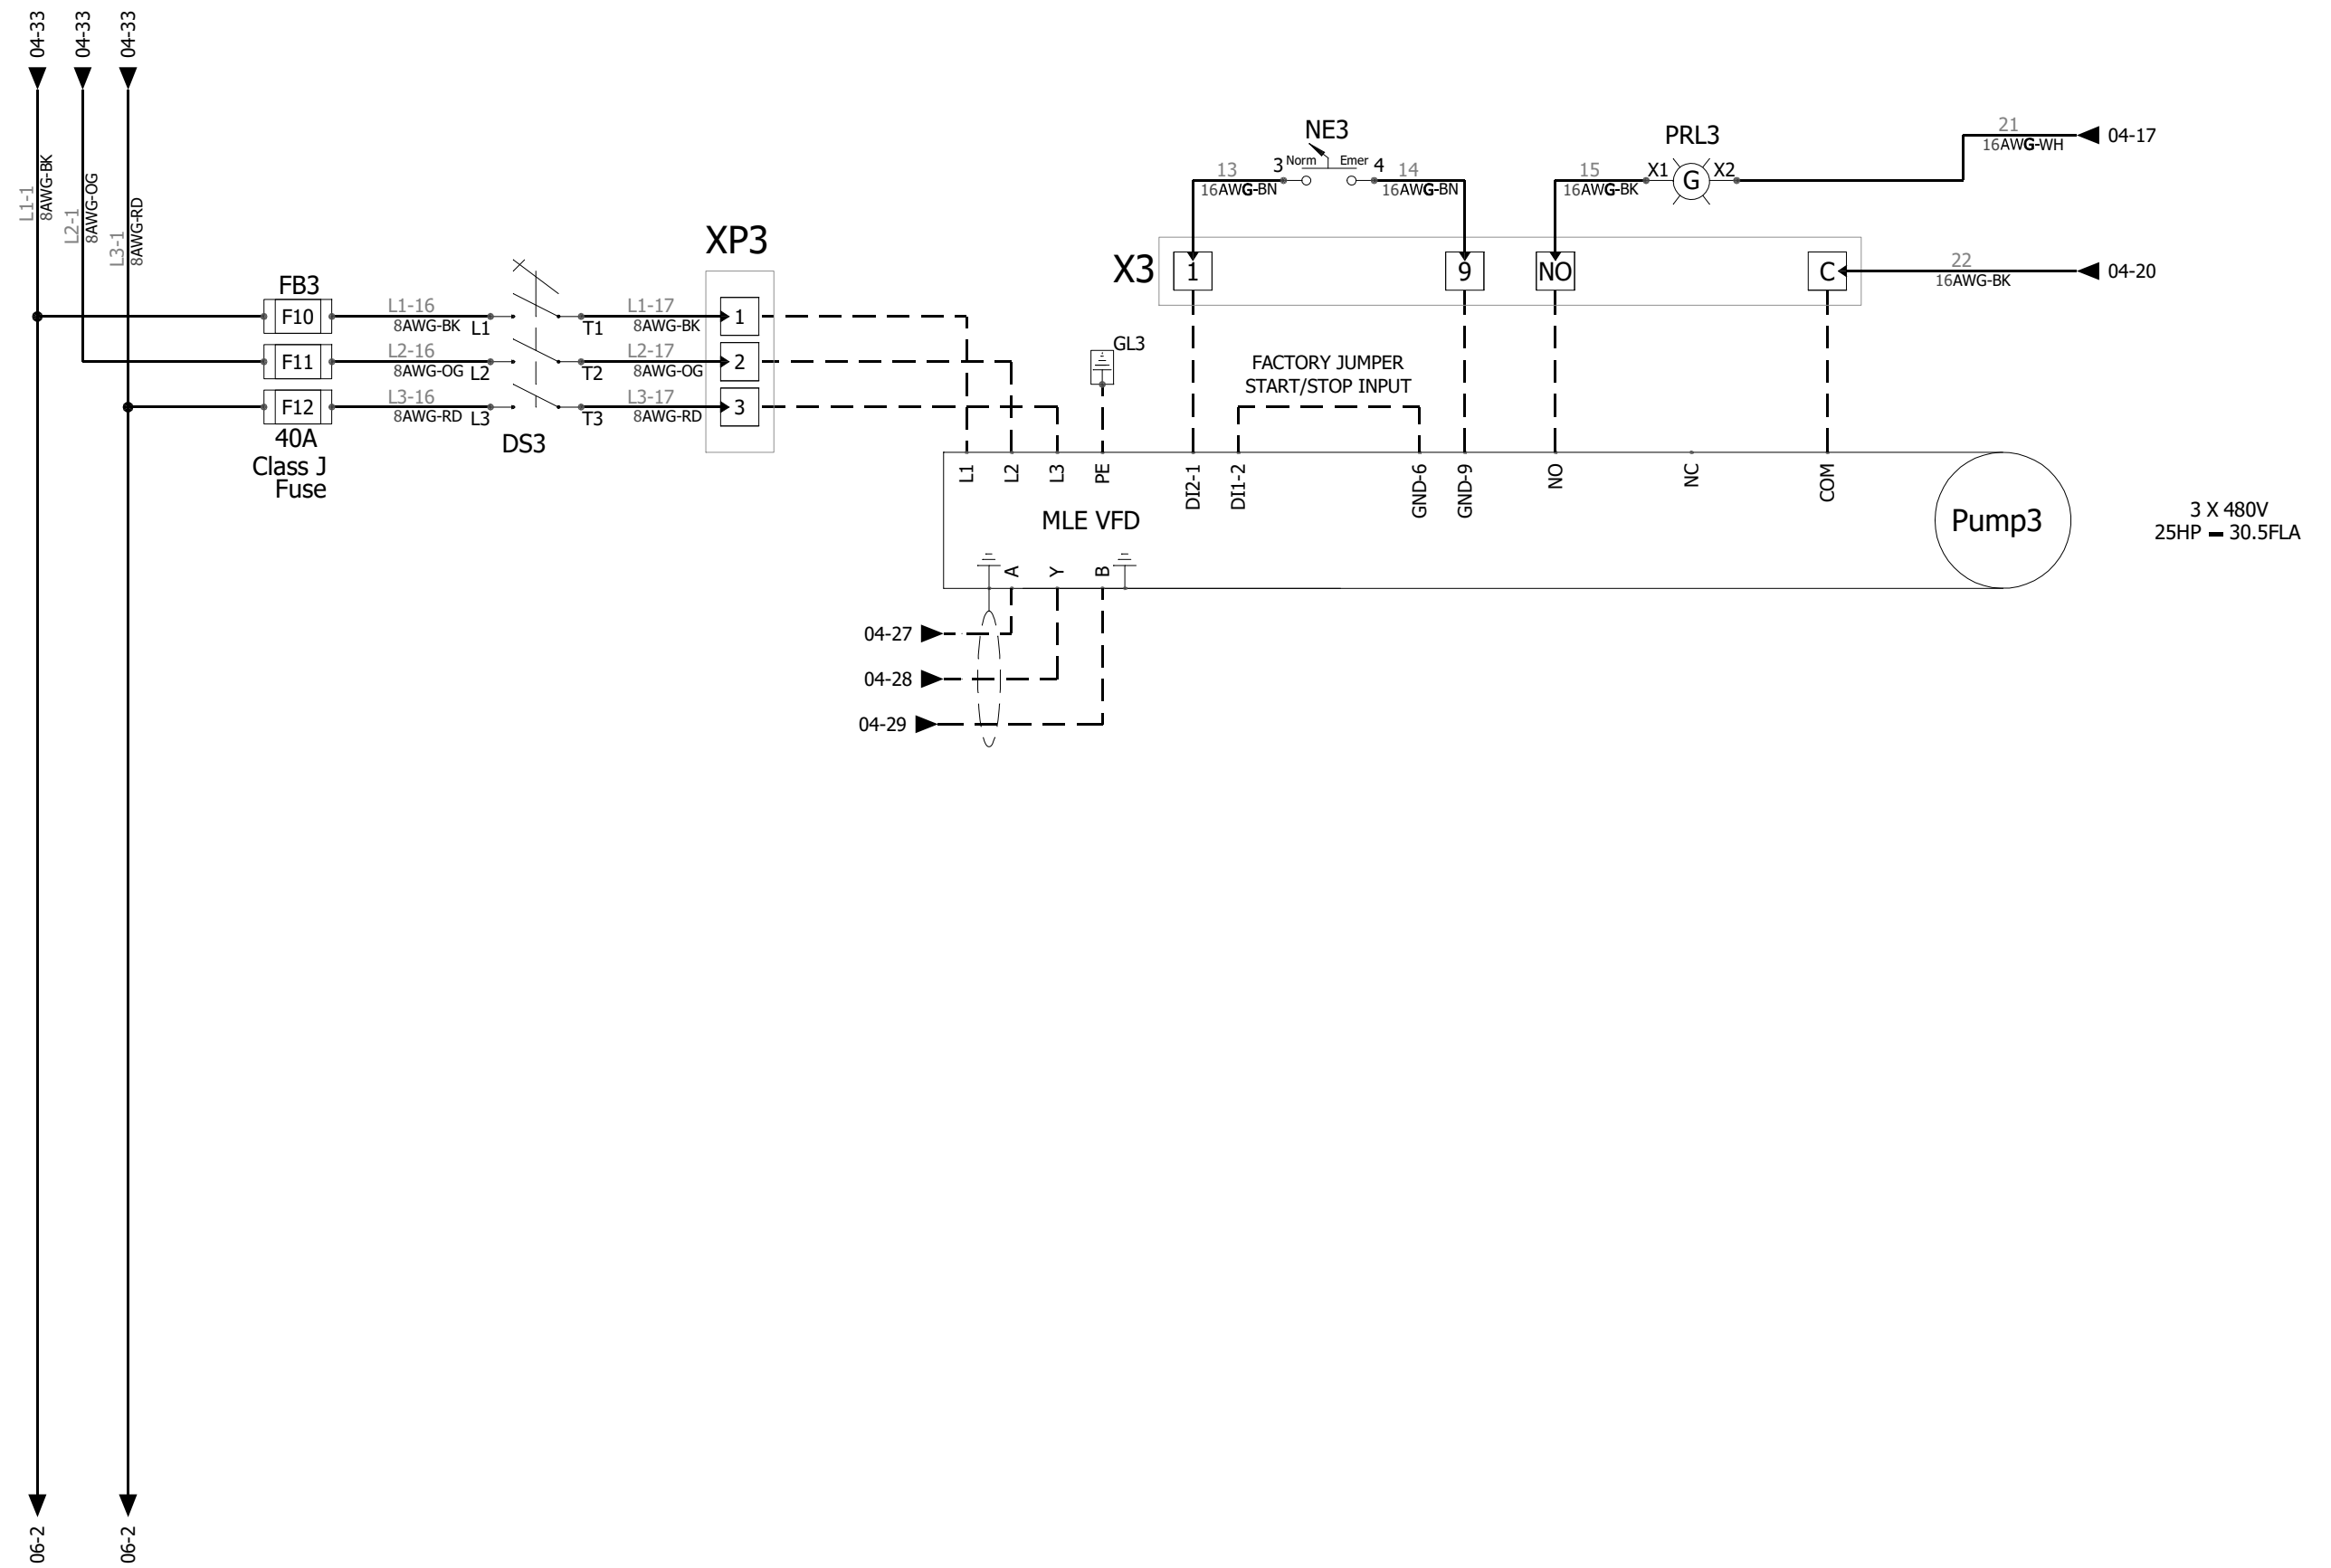 04-33
04-33
04-33
L1-1
8AWG-BK
L2-1
8AWG-OG
L3-1
8AWG-RD
NE3
3 Norm Emer 4
13
16AWG-BN
14
16AWG-BN
PRL3
15
16AWG-BK
X1 G X2
21
16AWG-WH
04-17
XP3
X3
1
9
NO
C
22
16AWG-BK
04-20
FB3
F10
L1-16
8AWG-BK
L1
T1
L1-17
8AWG-BK
1
F11
L2-16
8AWG-OG
L2
T2
L2-17
8AWG-OG
2
F12
L3-16
8AWG-RD
L3
T3
L3-17
8AWG-RD
3
40A
Class J
Fuse
DS3
GL3
FACTORY JUMPER
START/STOP INPUT
L1
L2
L3
PE
DI2-1
DI1-2
GND-6
GND-9
NO
NC
COM
MLE VFD
Pump3
3 X 480V
25HP - 30.5FLA
A
Y
B
04-27
04-28
04-29
06-2
06-2